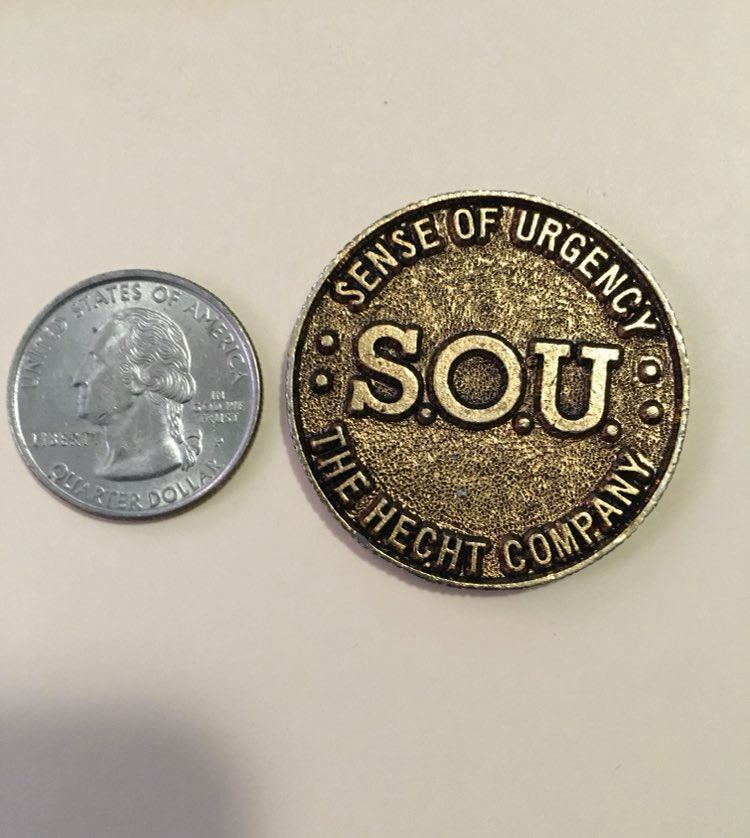 UNITED STATES OF AMERICA
LIBERTY
IN
GOD WE
TRUST
P
QUARTER DOLLAR
SENSE OF URGENCY
S.O.U.
THE HECHT COMPANY